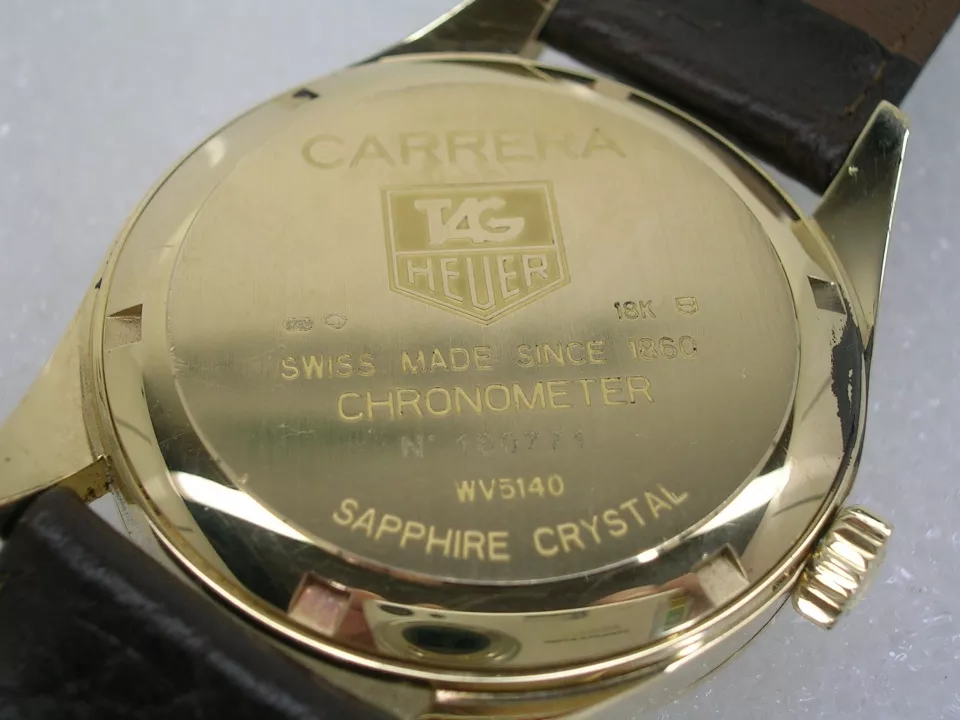 CARRERA
TAG
HEUER
18K
SWISS MADE SINCE 1860
CHRONOMETER
N°
WV5140
SAPPHIRE CRYSTAL